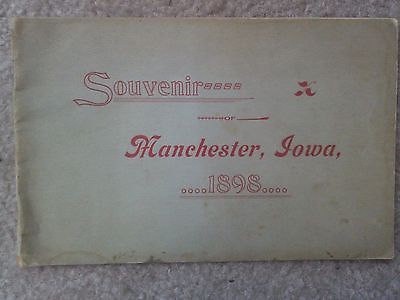 Souvenir
OF
Manchester, Iowa,
....1898....